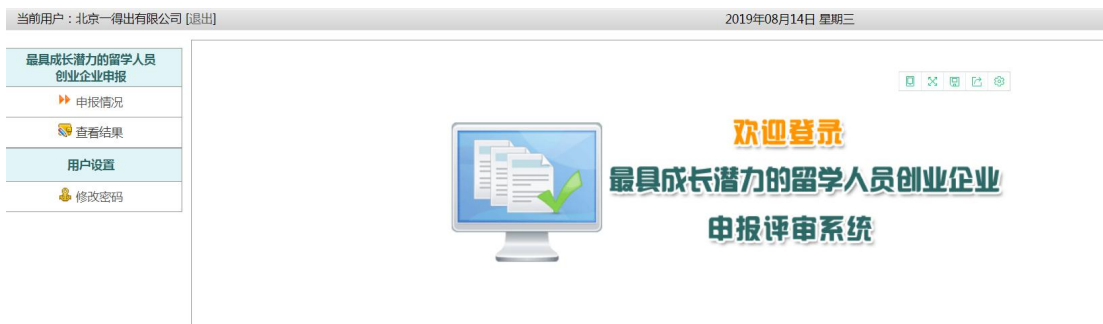 当前用户：北京一得出有限公司 [退出]
2019年08月14日 星期三
最具成长潜力的留学人员
创业企业申报
申报情况
查看结果
用户设置
修改密码
欢迎登录
最具成长潜力的留学人员创业企业
申报评审系统